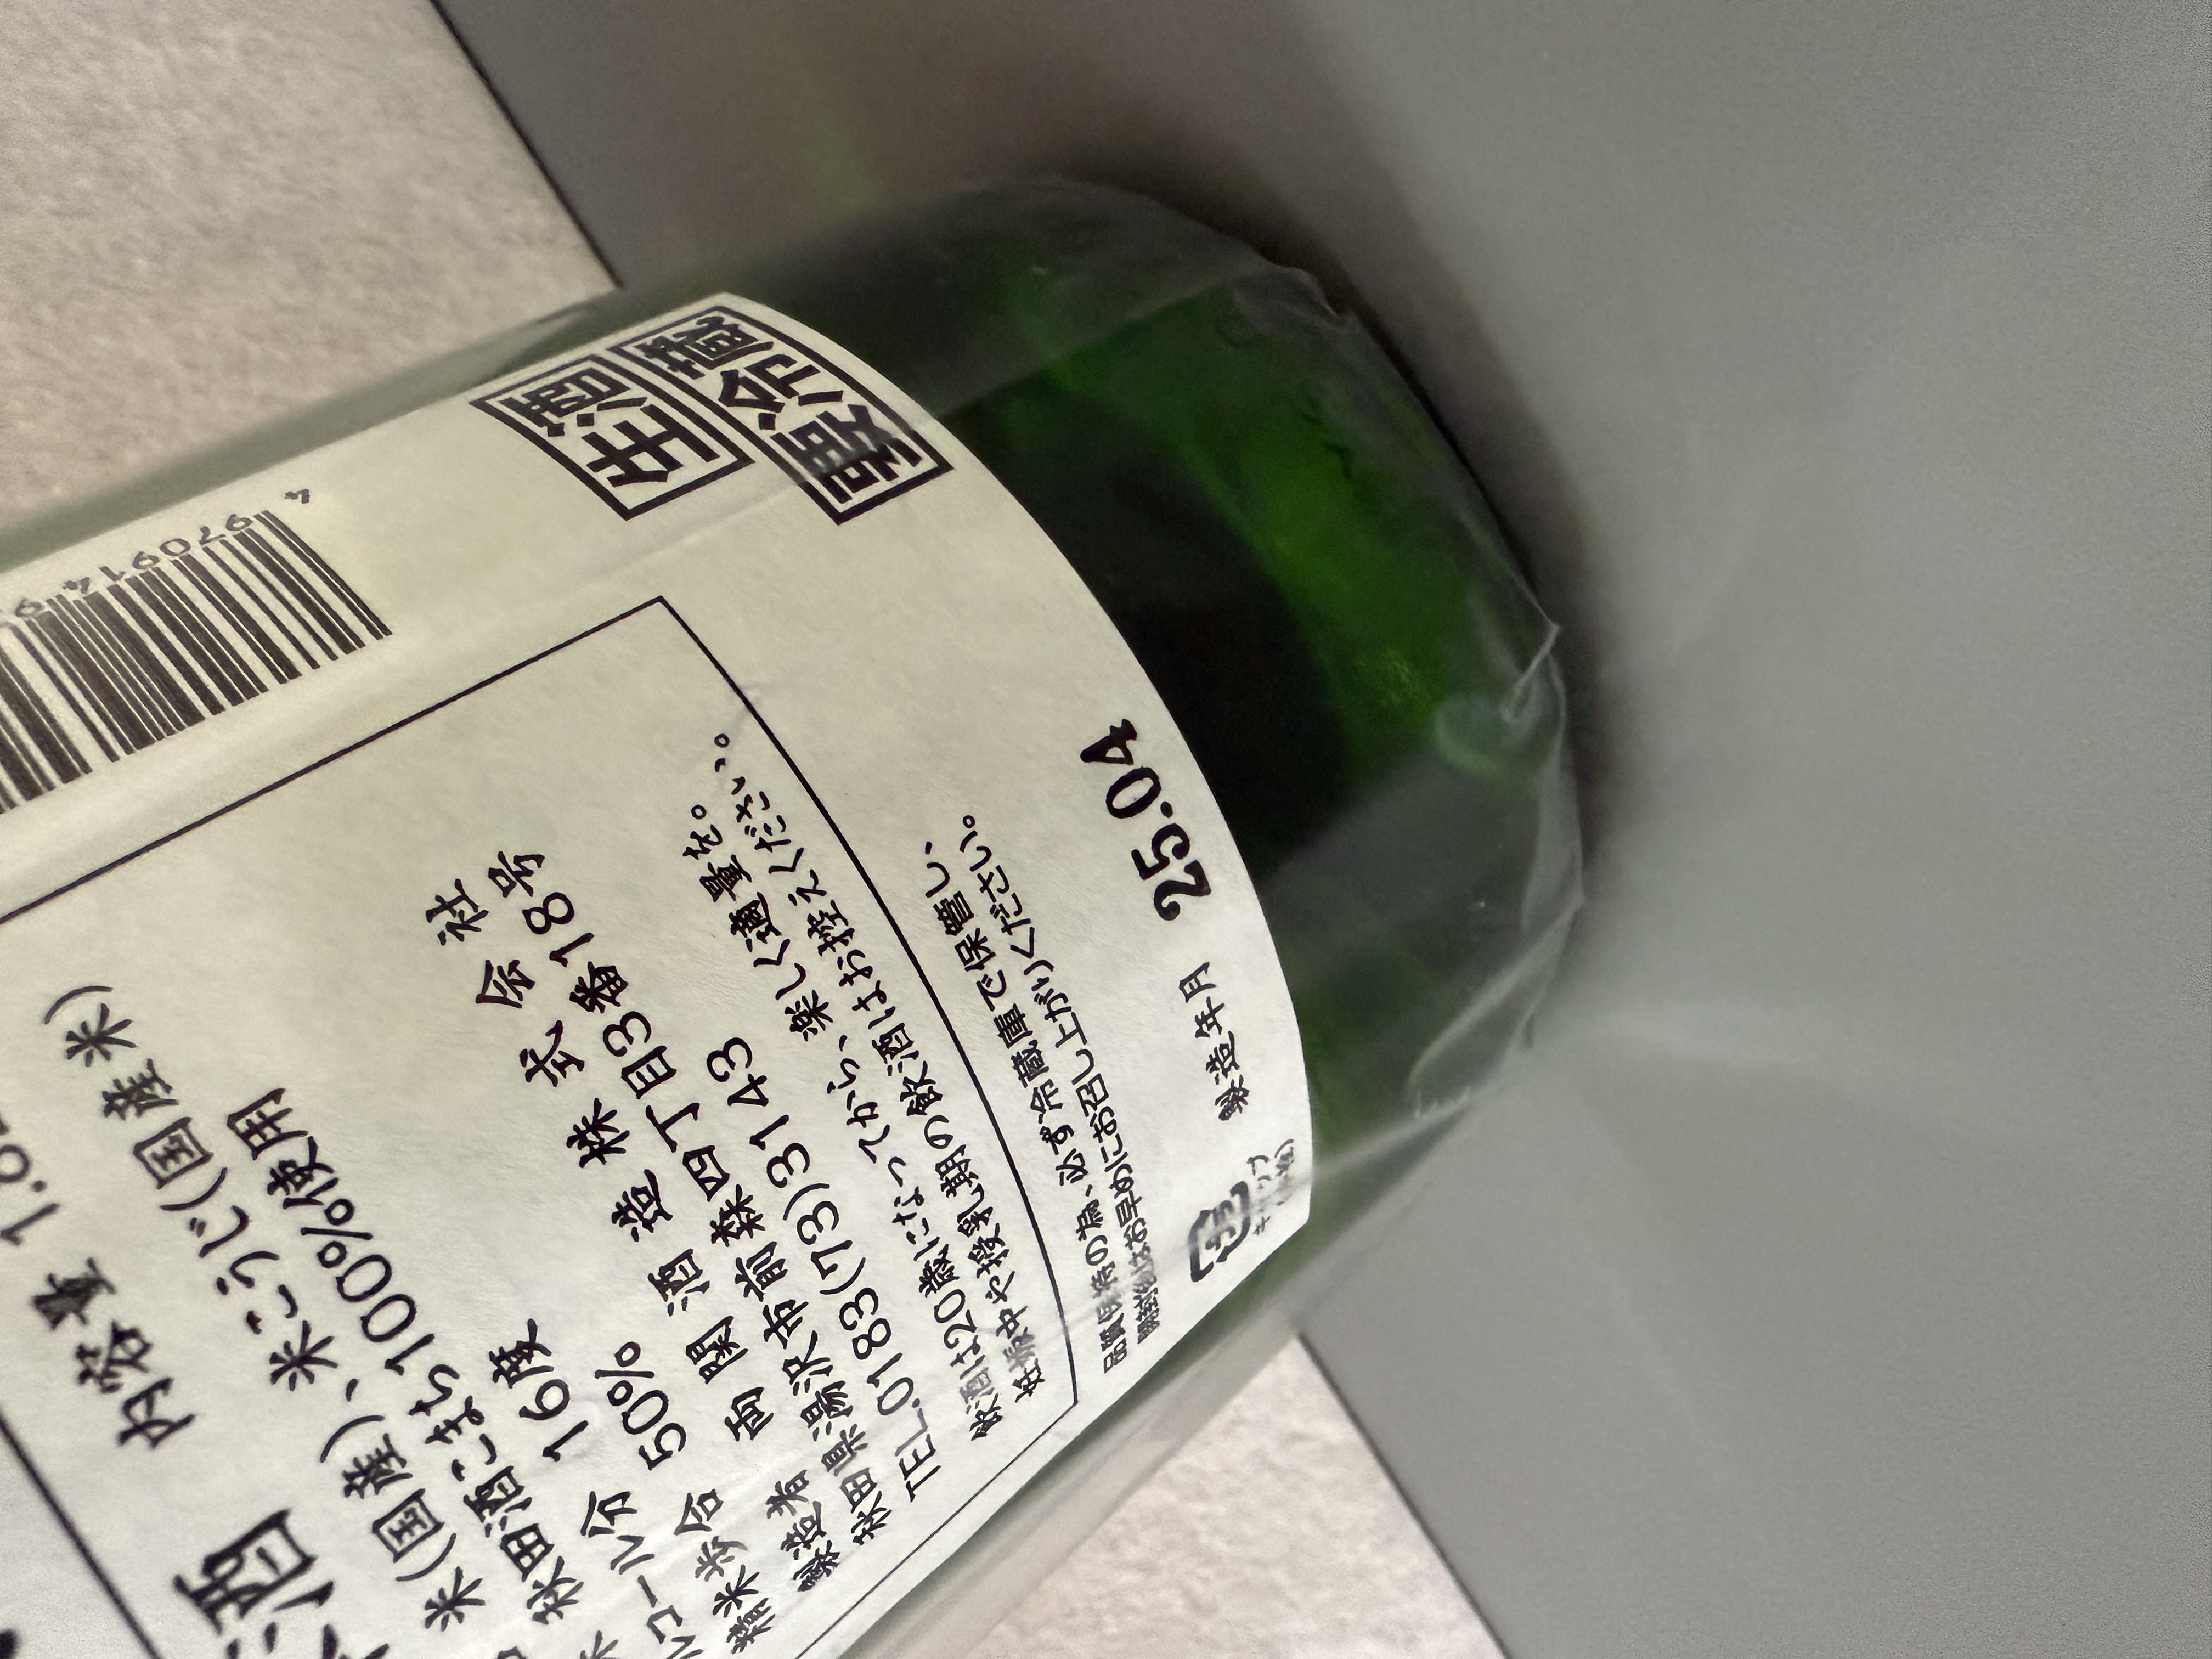 酒
内容量 1.8
米(国産)、米こうじ(国産米)
秋田酒こまち100%使用
ルコール分 16度
精米歩合 50%
製造者 両関酒造株式会社
秋田県湯沢市前森四丁目3番18号
TEL.0183(73)3143
飲酒は20歳になってから、楽しく適量を。
妊娠中や授乳期の飲酒はお控えください。
品質保持の為、必ず冷蔵庫で保管し、
開封後はお早めにお召し上がりください。
製造年月 25.04
4 970914 9
生酒
要冷蔵